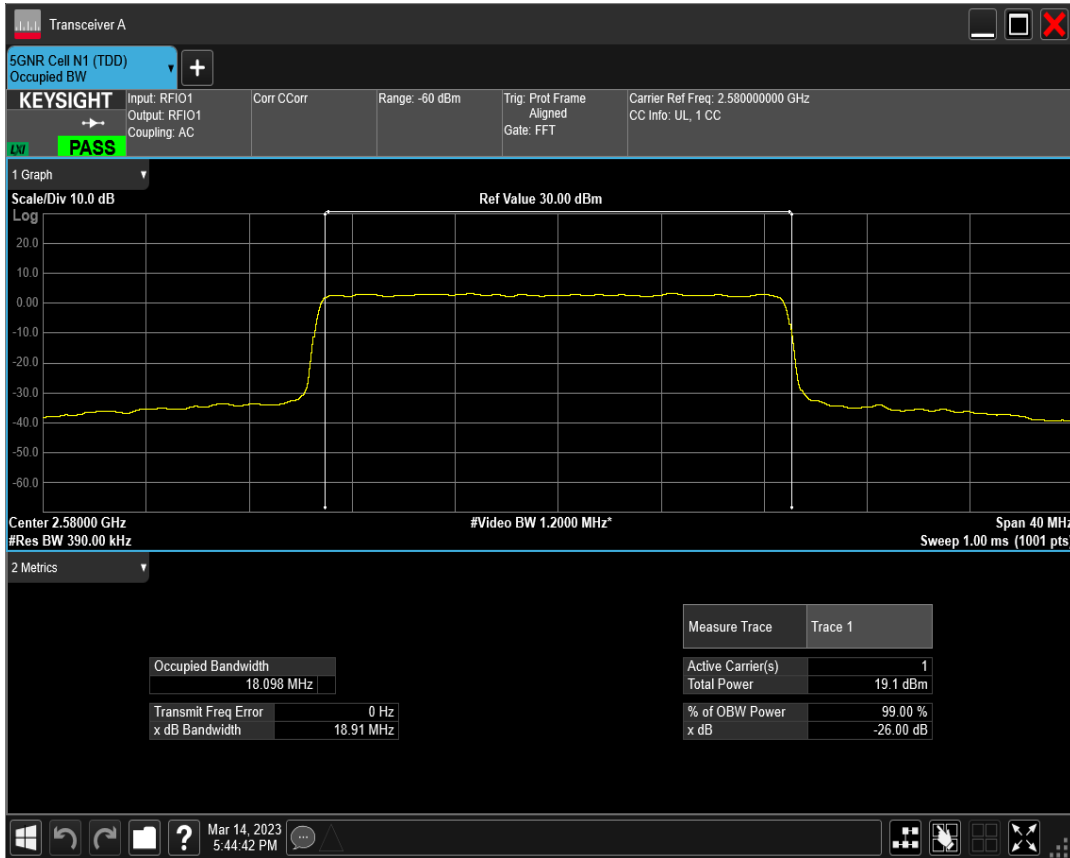 Transceiver A
5GNR Cell N1 (TDD)
Occupied BW
+
KEYSIGHT
LXI
PASS
Input: RFIO1
Output: RFIO1
Coupling: AC
Corr CCorr
Range: -60 dBm
Trig: Prot Frame
Aligned
Gate: FFT
Carrier Ref Freq: 2.580000000 GHz
CC Info: UL, 1 CC
1 Graph
Scale/Div 10.0 dB
Ref Value 30.00 dBm
Log
20.0
10.0
0.00
-10.0
-20.0
-30.0
-40.0
-50.0
-60.0
Center 2.58000 GHz
#Video BW 1.2000 MHz*
Span 40 MHz
#Res BW 390.00 kHz
Sweep 1.00 ms (1001 pts)
2 Metrics
Measure Trace Trace 1
Occupied Bandwidth
18.098 MHz
Active Carrier(s) 1
Total Power 19.1 dBm
Transmit Freq Error 0 Hz
x dB Bandwidth 18.91 MHz
% of OBW Power 99.00 %
x dB -26.00 dB
?
Mar 14, 2023
5:44:42 PM